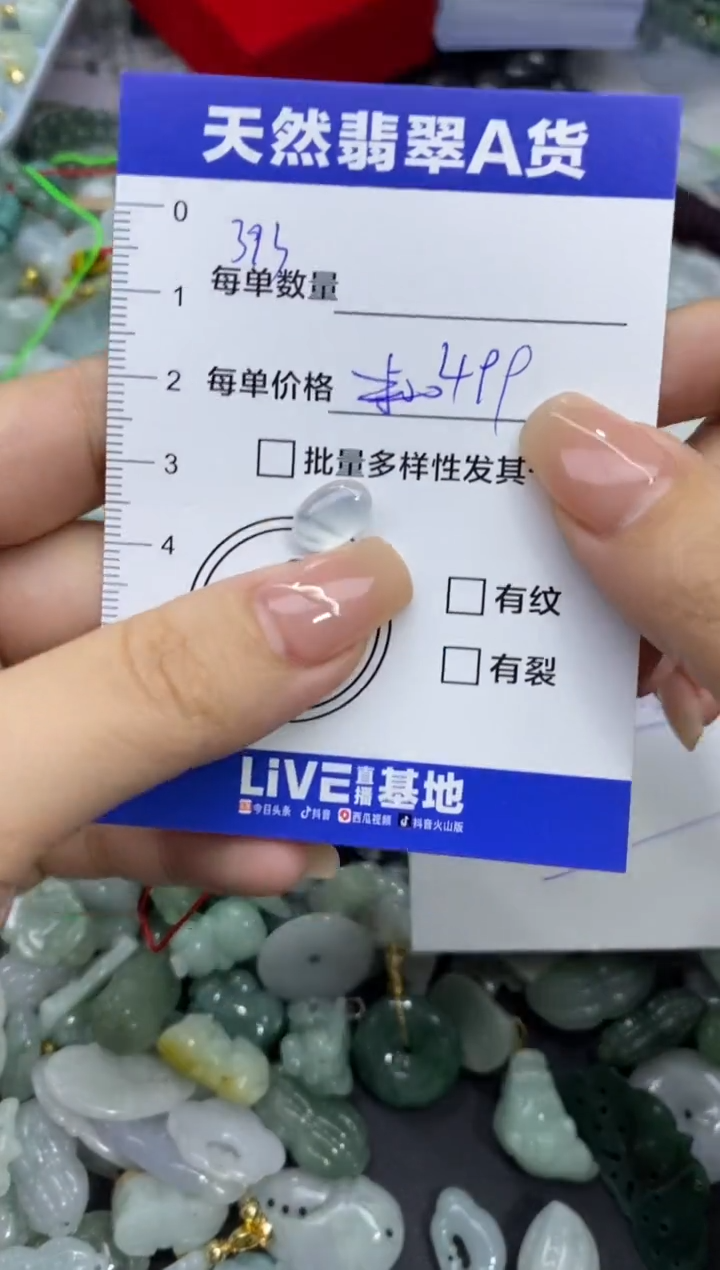 天然翡翠A货
0
393
每单数量
1
每单价格 499
2
批量多样性发其
3
4
有纹
有裂
LiVE直播基地
今日头条 抖音 西瓜视频 抖音火山版